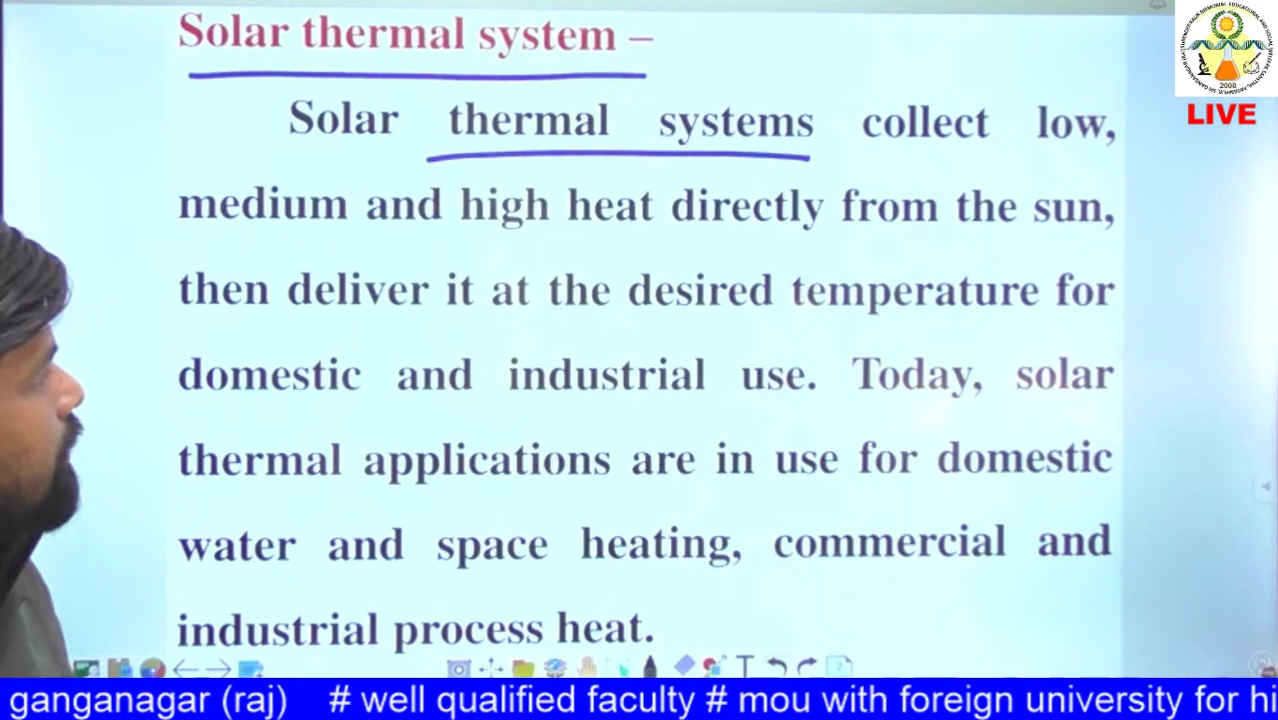 Solar thermal system –
Solar thermal systems collect low,
medium and high heat directly from the sun,
then deliver it at the desired temperature for
domestic and industrial use. Today, solar
thermal applications are in use for domestic
water and space heating, commercial and
industrial process heat.
2008
LIVE
ganganagar (raj) # well qualified faculty # mou with foreign university for hi